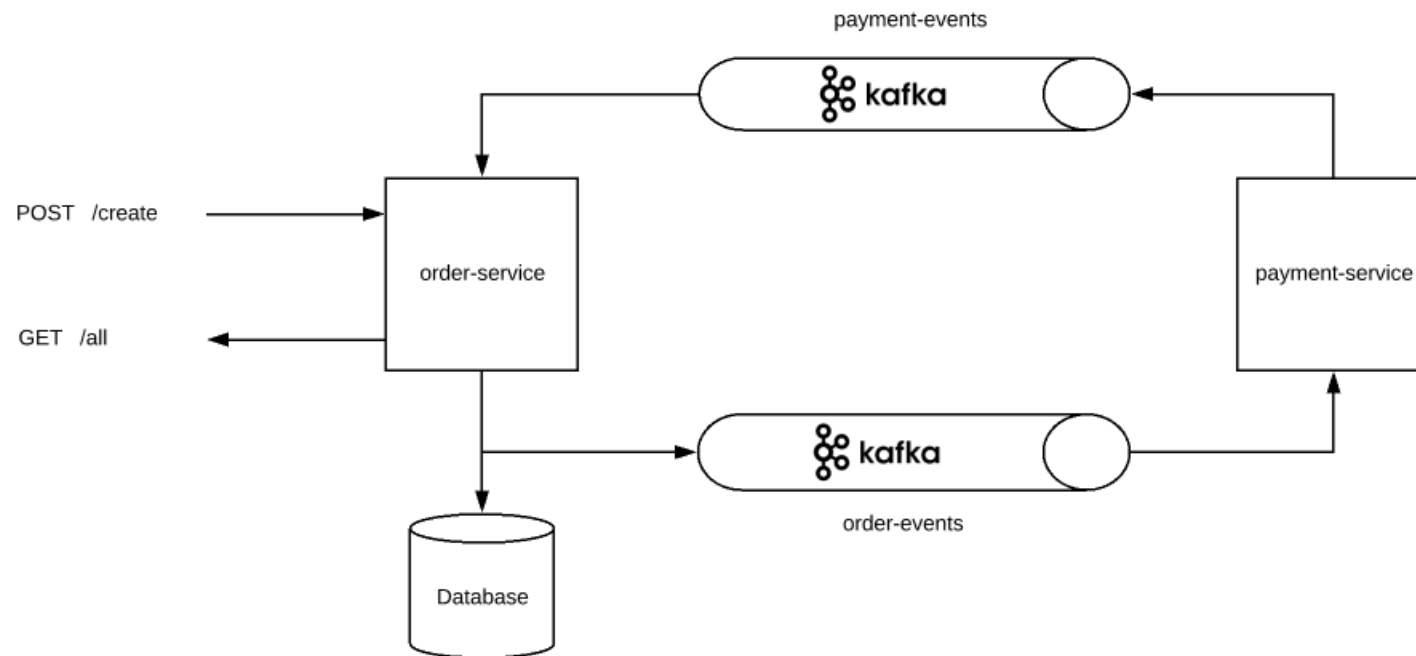 payment-events
kafka
POST /create
order-service
payment-service
GET /all
kafka
order-events
Database